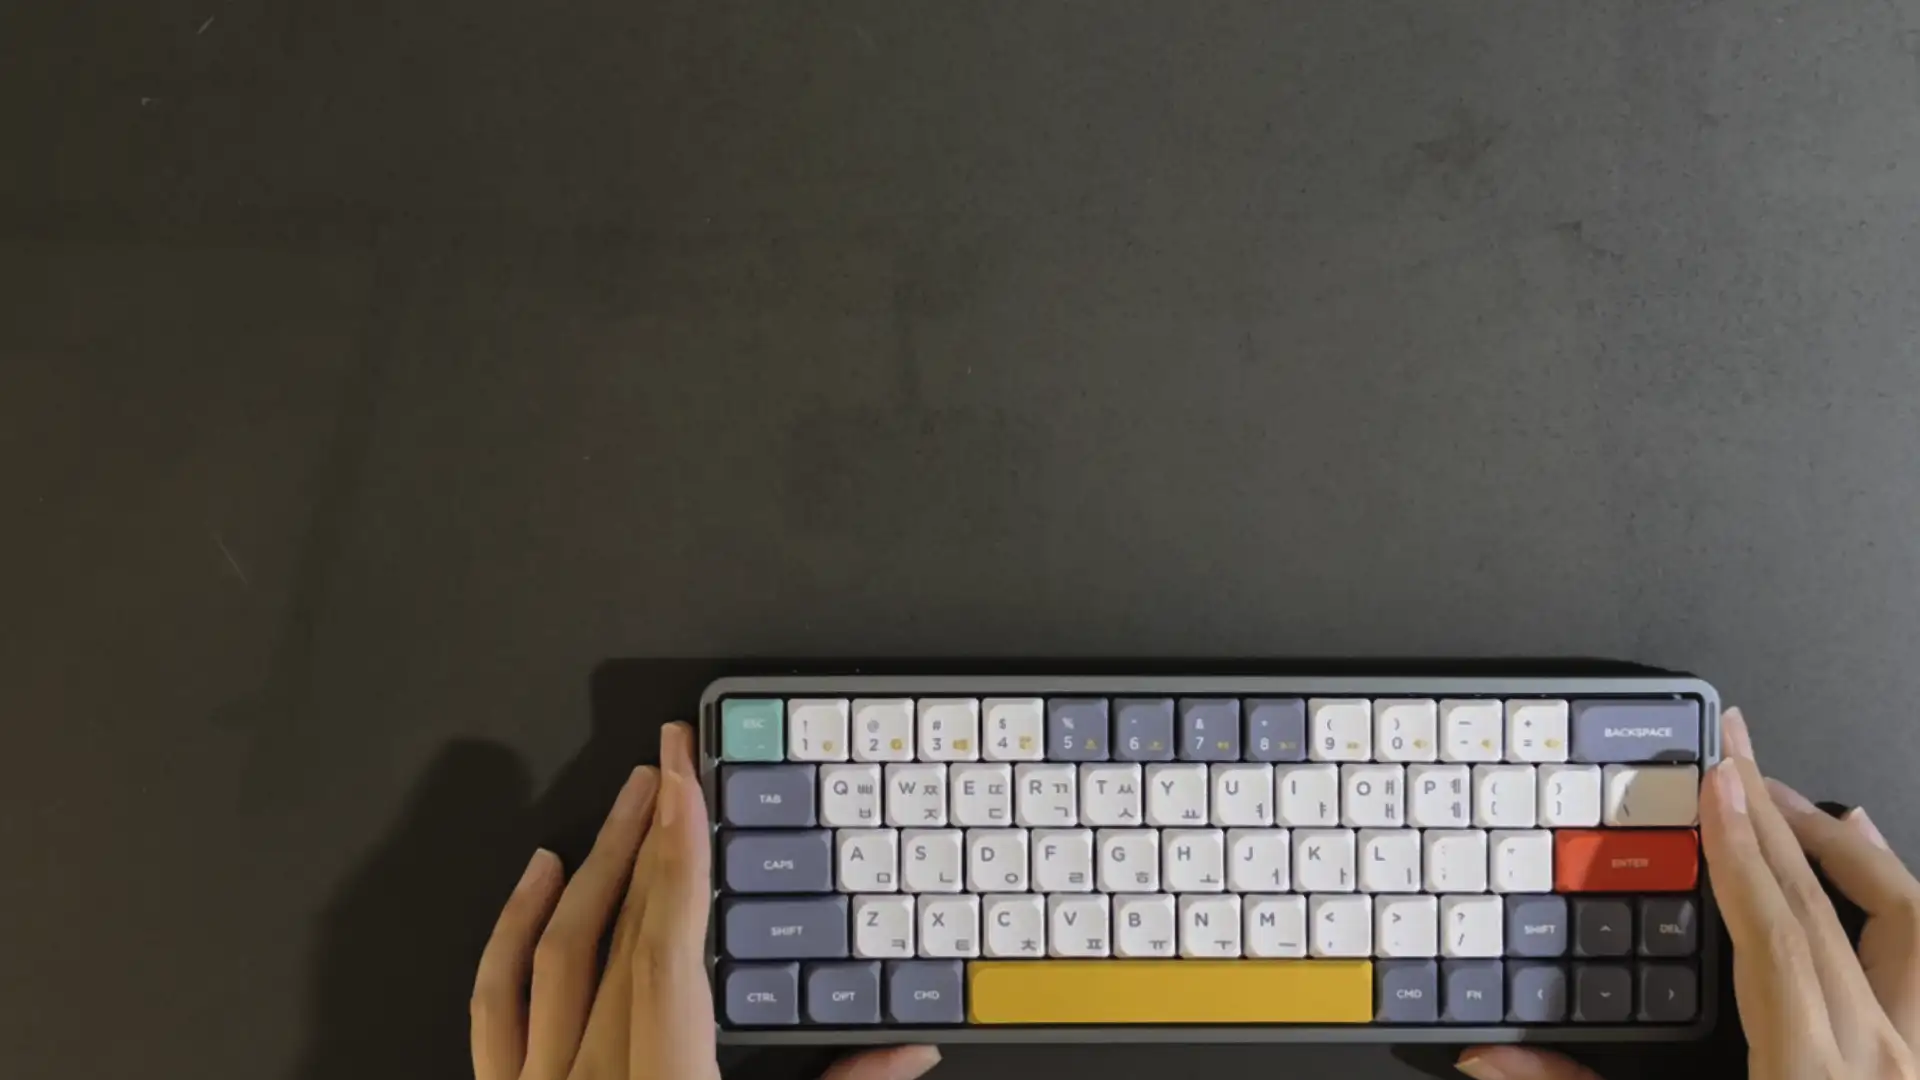 ESC ! 1 @ 2 # 3 $ 4 % 5 ^ 6 & 7 * 8 ( 9 ) 0 — - + = BACKSPACE
TAB Q ㅃ ㅂ W ㅉ ㅈ E ㄸ ㄷ R ㄲ ㄱ T ㅆ ㅅ Y ㅛ U ㅕ I ㅑ O ㅒ ㅐ P ㅖ ㅔ { [ } ] \
CAPS A ㅁ S ㄴ D ㅇ F ㄹ G ㅎ H ㅗ J ㅓ K ㅏ L ㅣ ENTER
SHIFT Z ㅋ X ㅌ C ㅊ V ㅍ B ㅠ N ㅜ M ㅡ < , > . ? / SHIFT ^ DEL
CTRL OPT CMD CMD FN